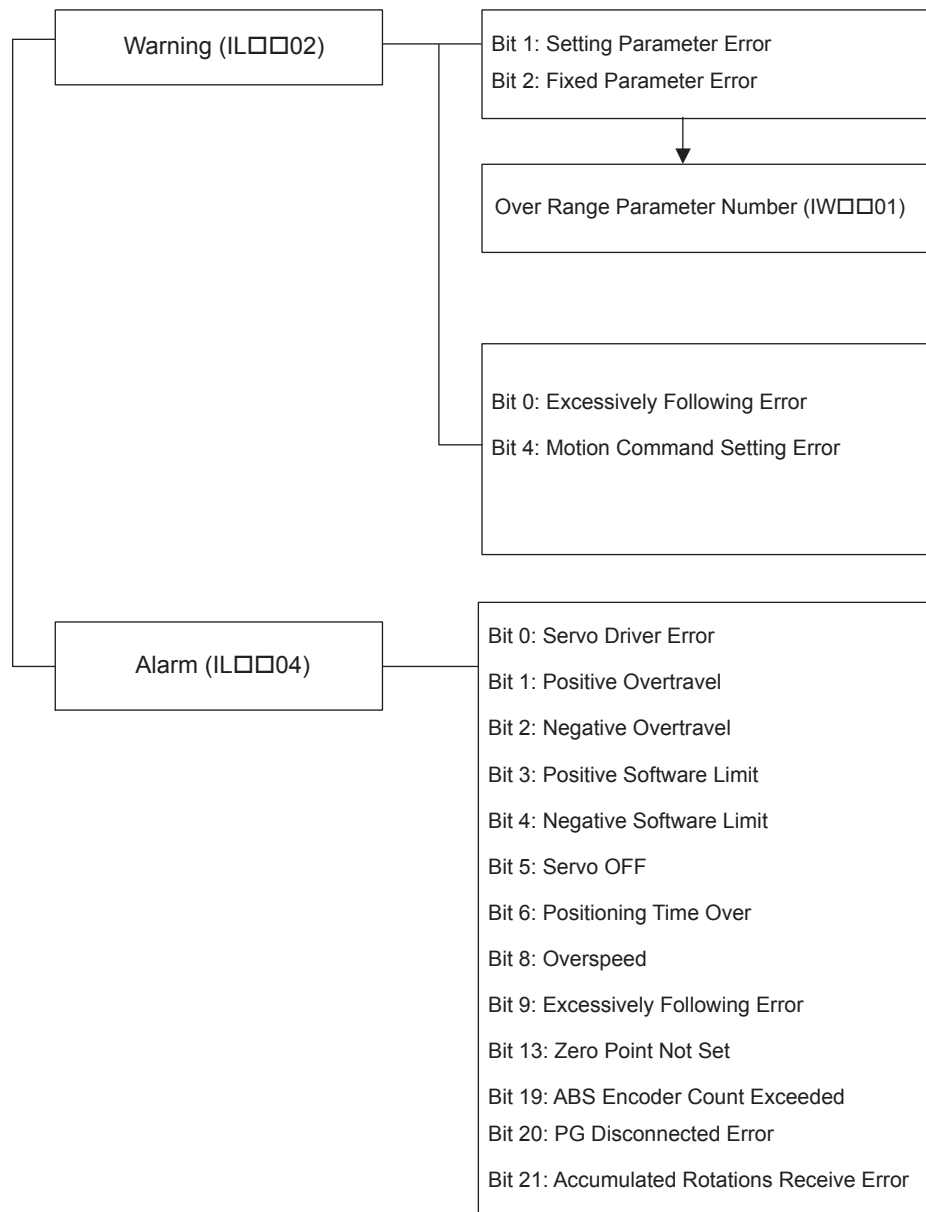 Warning (IL□□02)
Bit 1: Setting Parameter Error
Bit 2: Fixed Parameter Error
Over Range Parameter Number (IW□□01)
Bit 0: Excessively Following Error
Bit 4: Motion Command Setting Error
Alarm (IL□□04)
Bit 0: Servo Driver Error
Bit 1: Positive Overtravel
Bit 2: Negative Overtravel
Bit 3: Positive Software Limit
Bit 4: Negative Software Limit
Bit 5: Servo OFF
Bit 6: Positioning Time Over
Bit 8: Overspeed
Bit 9: Excessively Following Error
Bit 13: Zero Point Not Set
Bit 19: ABS Encoder Count Exceeded
Bit 20: PG Disconnected Error
Bit 21: Accumulated Rotations Receive Error